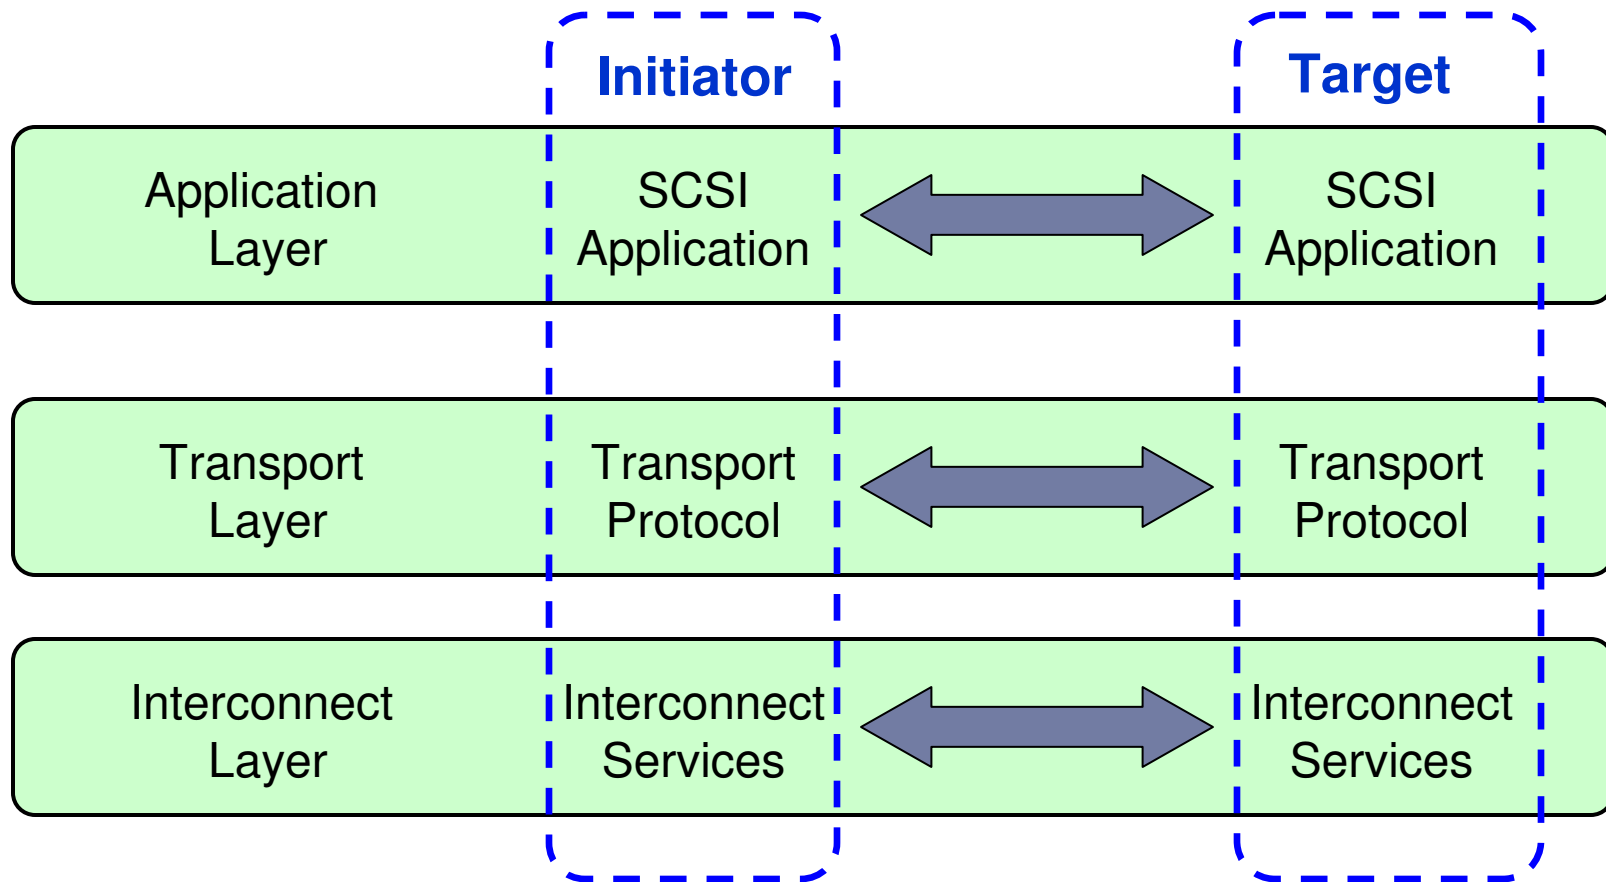 Initiator
Target
Application
Layer
SCSI
Application
SCSI
Application
Transport
Layer
Transport
Protocol
Transport
Protocol
Interconnect
Layer
Interconnect
Services
Interconnect
Services